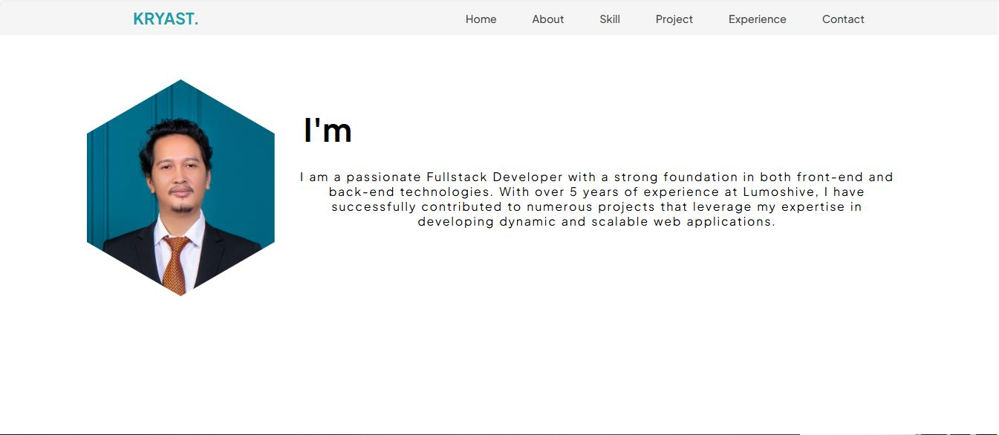 KRYAST.
Home About Skill Project Experience Contact
I'm
I am a passionate Fullstack Developer with a strong foundation in both front-end and
back-end technologies. With over 5 years of experience at Lumoshive, I have
successfully contributed to numerous projects that leverage my expertise in
developing dynamic and scalable web applications.